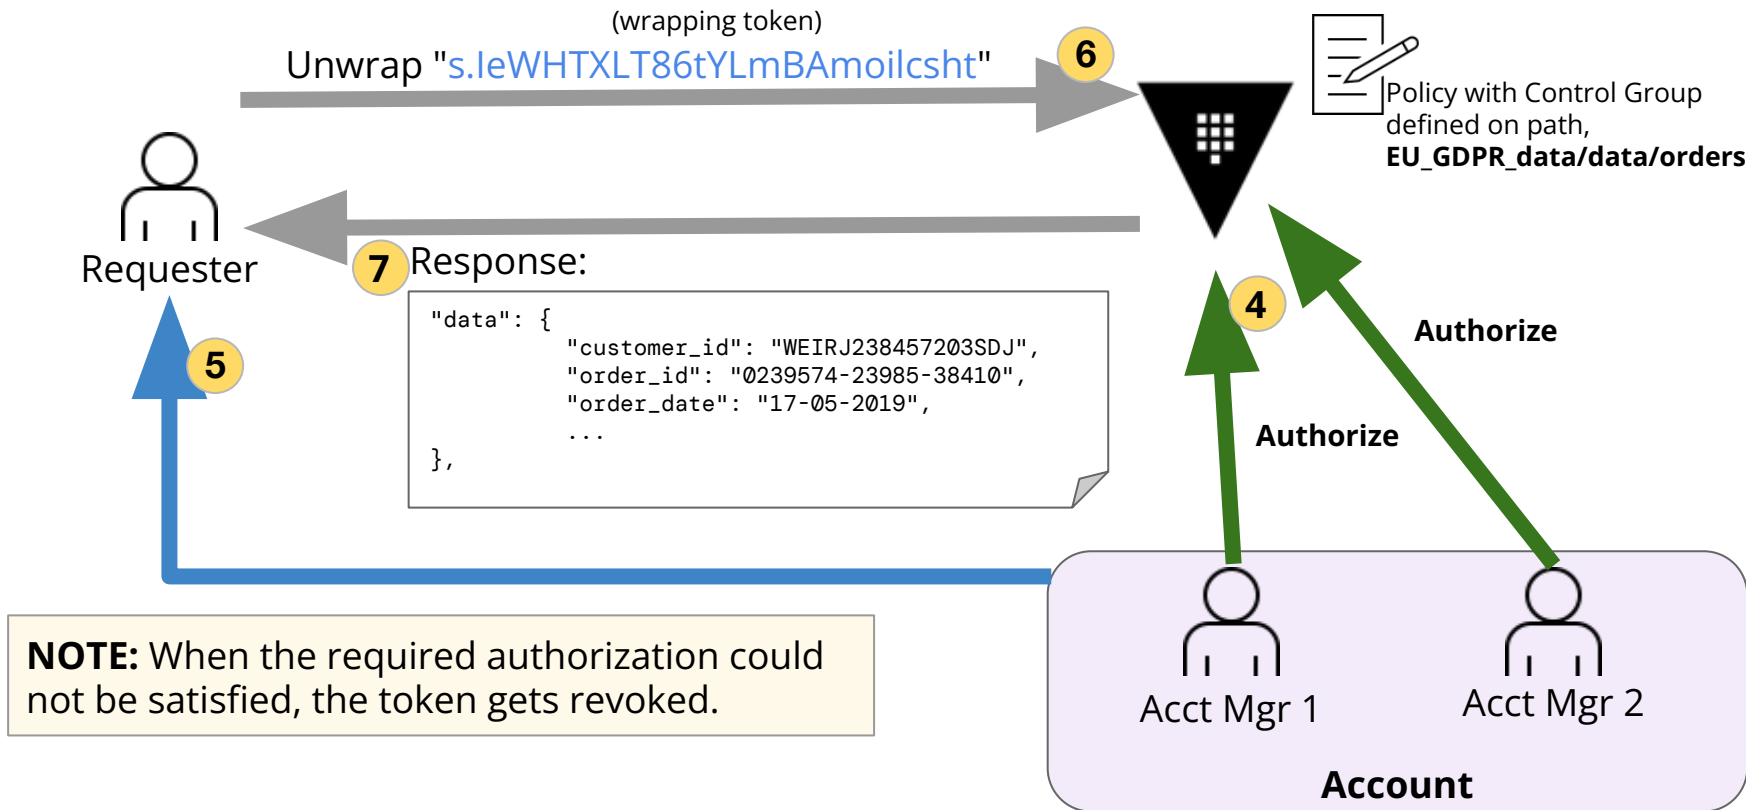 (wrapping token)
Unwrap "s.IeWHTXLT86tYLmBAmoilcsht"
6
Policy with Control Group
defined on path,
EU_GDPR_data/data/orders
Requester
7
Response:
"data": {
"customer_id": "WEIRJ238457203SDJ",
"order_id": "0239574-23985-38410",
"order_date": "17-05-2019",
...
},
4
Authorize
5
Authorize
NOTE: When the required authorization could
not be satisfied, the token gets revoked.
Acct Mgr 1
Acct Mgr 2
Account